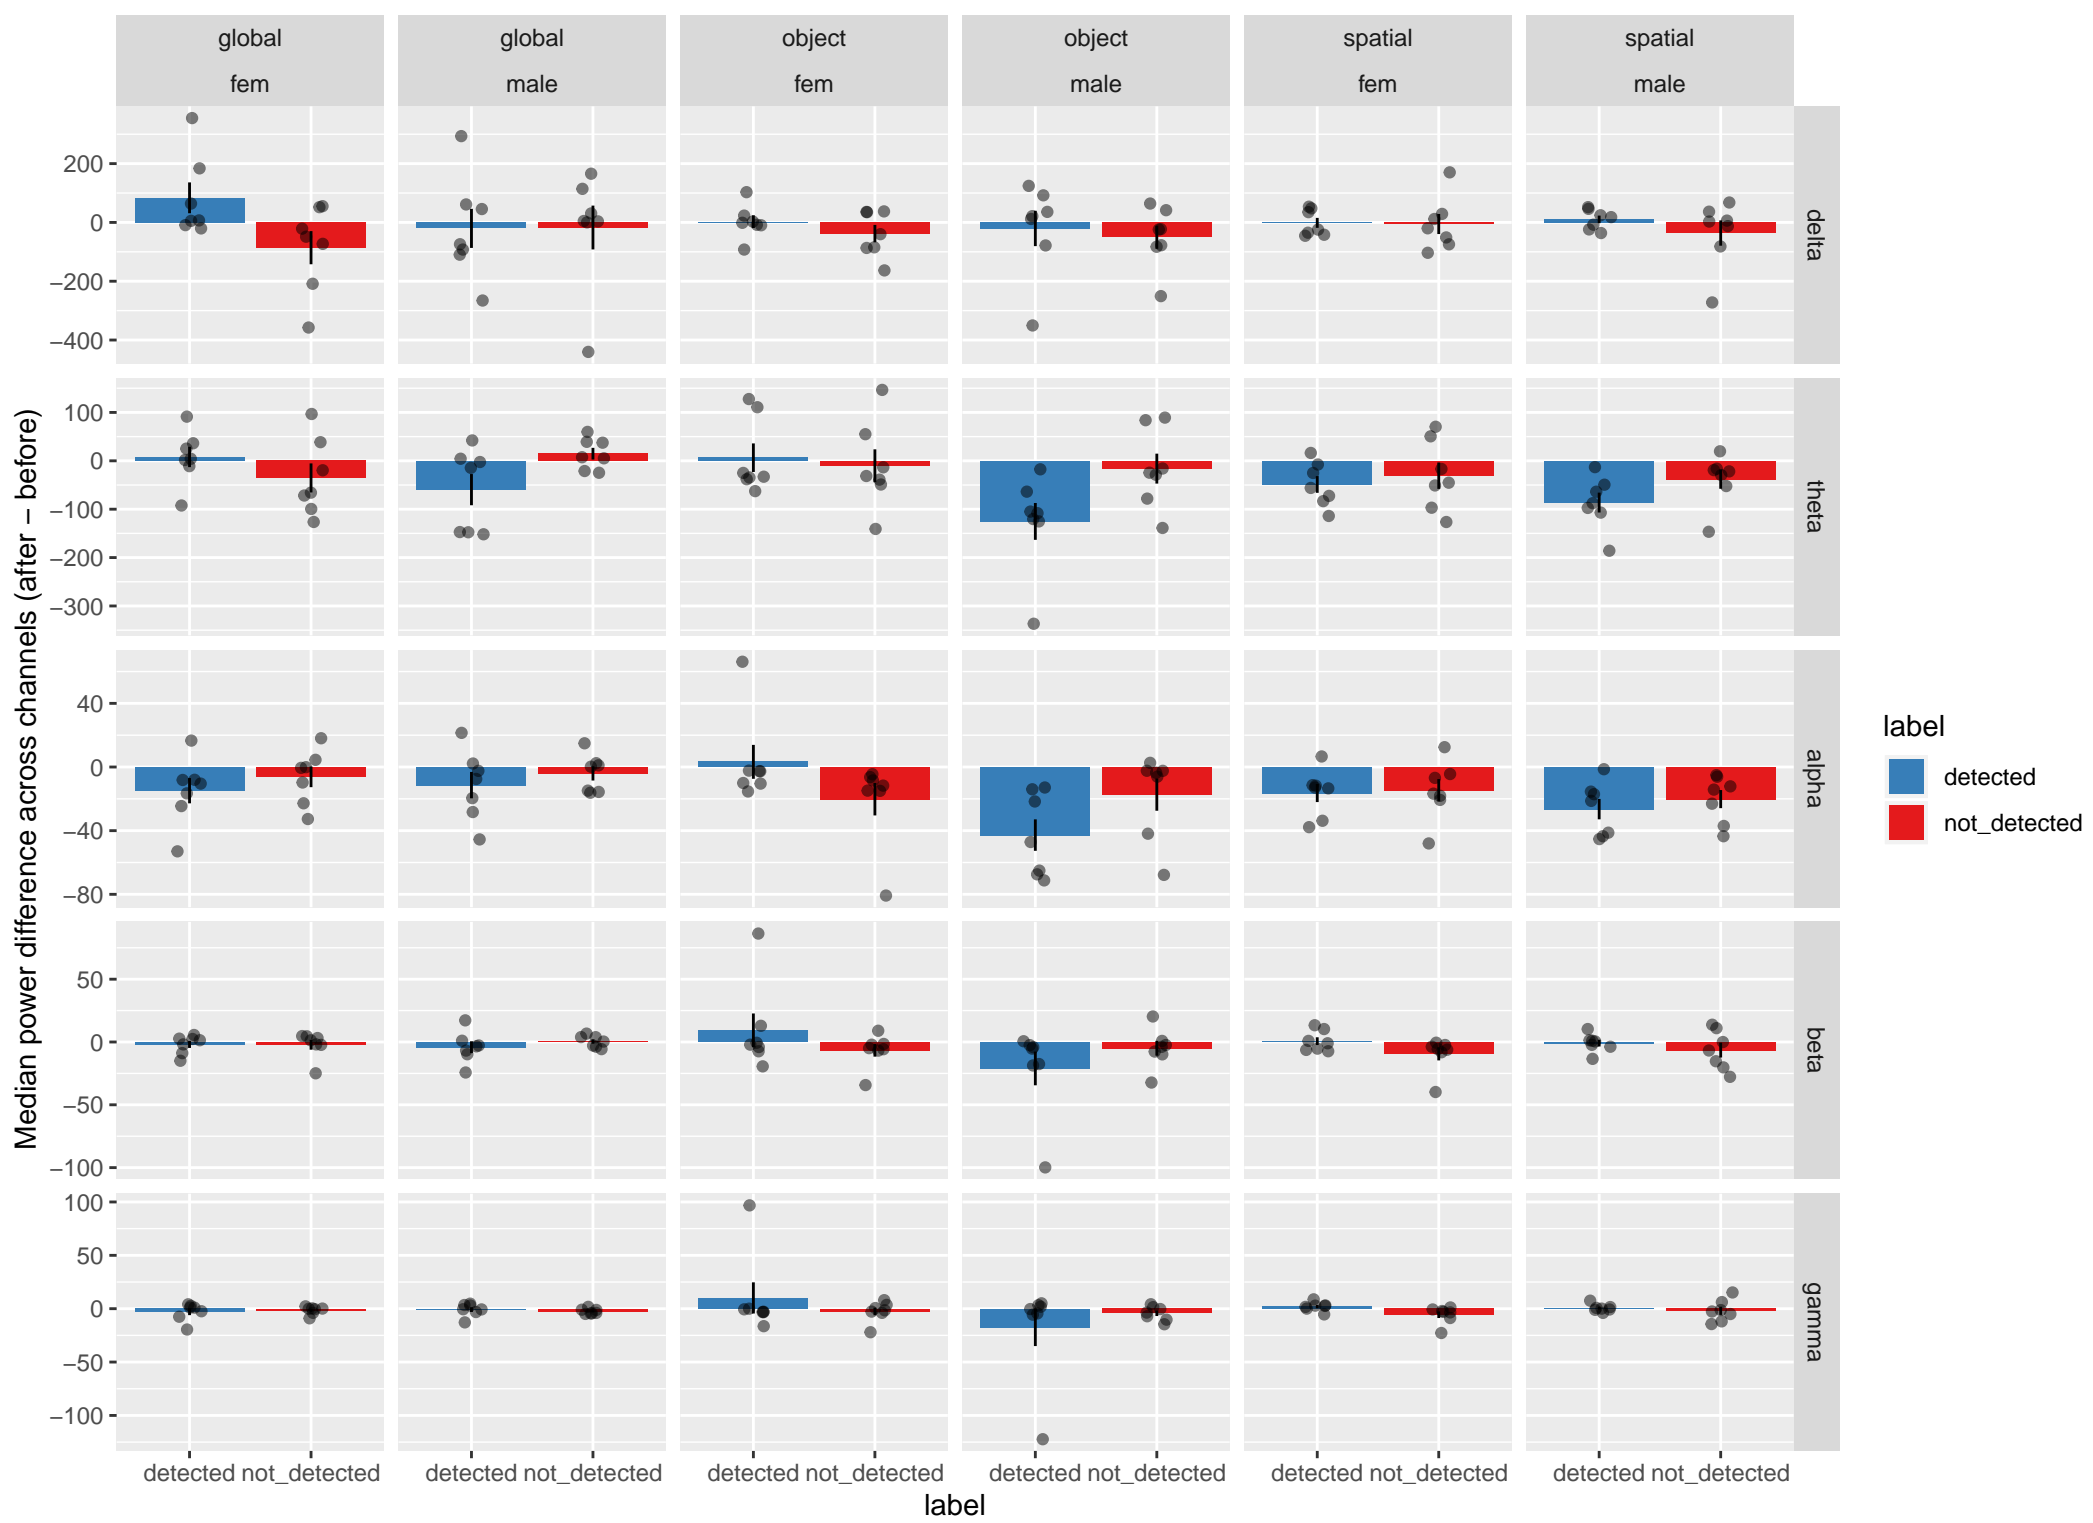 global global object object spatial spatial
fem male fem male fem male
200
0
−200
−400
delta
100
0
−100
−200
−300
theta
40
0
−40
−80
alpha
50
0
−50
−100
beta
100
50
0
−50
−100
gamma
detected not_detected detected not_detected detected not_detected detected not_detected detected not_detected detected not_detected
label
Median power difference across channels (after − before)
label
detected
not_detected